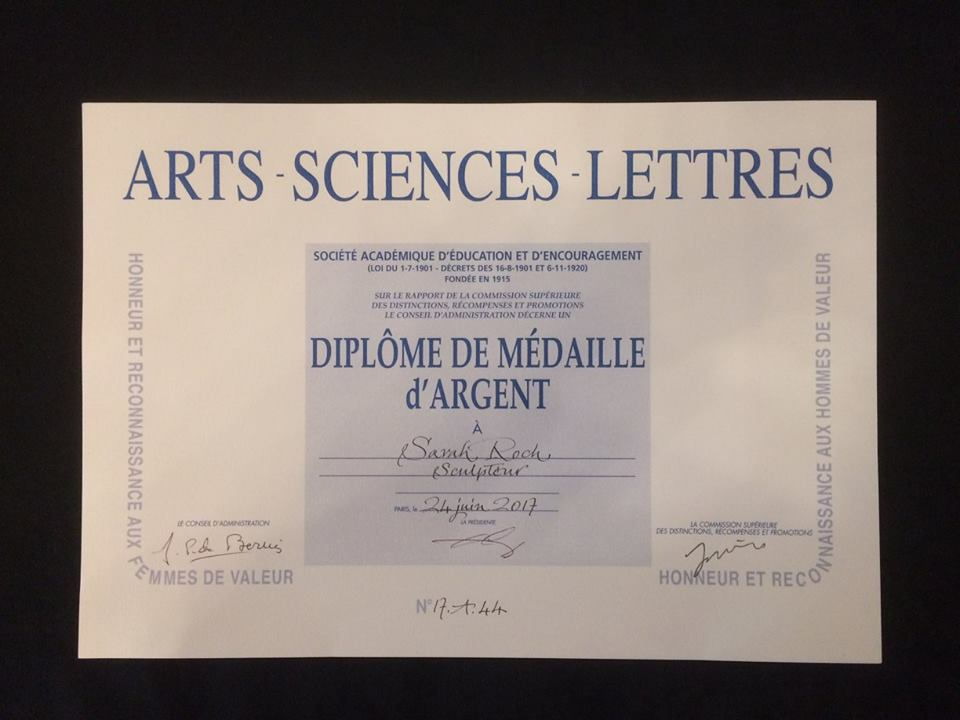 ARTS - SCIENCES - LETTRES
SOCIÉTÉ ACADÉMIQUE D'ÉDUCATION ET D'ENCOURAGEMENT
(LOI DU 1-7-1901 - DÉCRETS DES 16-8-1901 ET 6-11-1920)
FONDÉE EN 1915
SUR LE RAPPORT DE LA COMMISSION SUPÉRIEURE
DES DISTINCTIONS, RÉCOMPENSES ET PROMOTIONS
LE CONSEIL D'ADMINISTRATION DÉCERNE UN
DIPLÔME DE MÉDAILLE
d'ARGENT
À
Sarah Roch
Sculpteur
PARIS, le 24 juin 2017
LA PRÉSIDENTE
LE CONSEIL D'ADMINISTRATION
J. P. de Bernis
LA COMMISSION SUPÉRIEURE
DES DISTINCTIONS, RÉCOMPENSES ET PROMOTIONS
HONNEUR ET RECONNAISSANCE AUX FEMMES DE VALEUR
HONNEUR ET RECONNAISSANCE AUX HOMMES DE VALEUR
N° 17.A.44